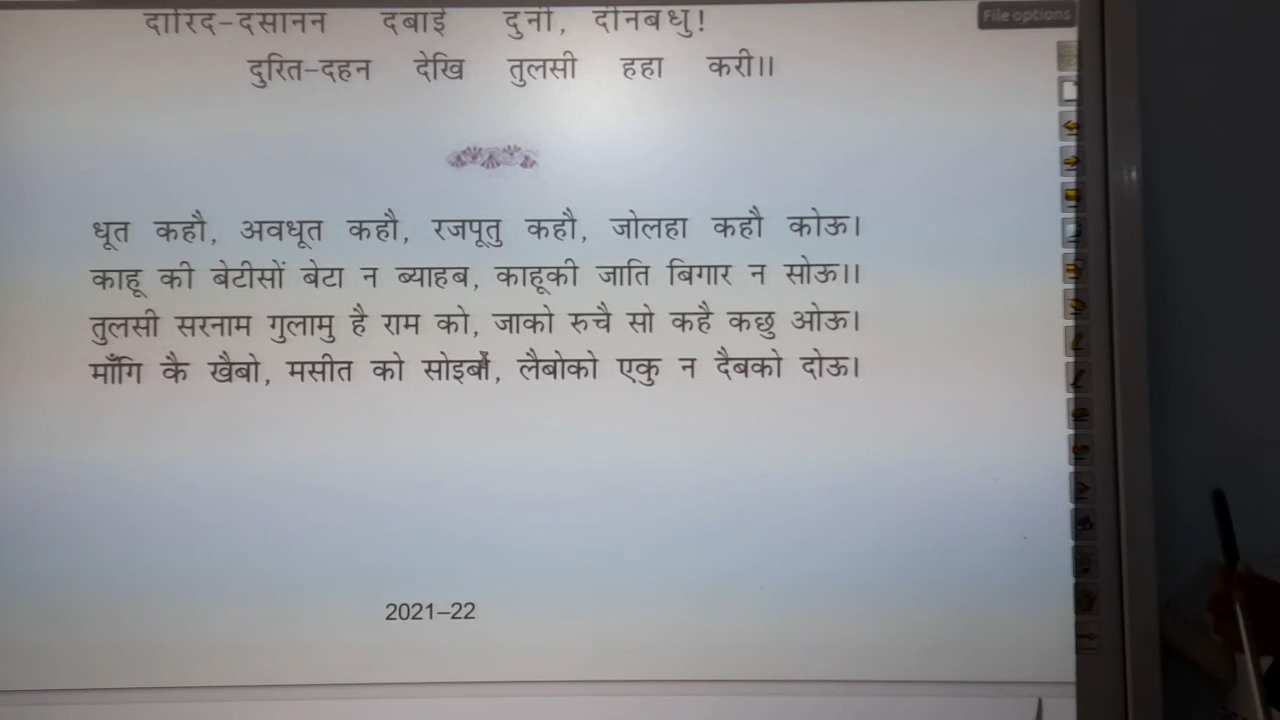 File options
दारिद-दसानन दबाई दुनी, दीनबंधु!
दुरित-दहन देखि तुलसी हहा करी।।
धूत कहौ, अवधूत कहौ, रजपूतु कहौ, जोलहा कहौ कोऊ।
काहू की बेटीसों बेटा न ब्याहब, काहूकी जाति बिगार न सोऊ।।
तुलसी सरनाम गुलामु है राम को, जाको रुचै सो कहै कछु ओऊ।
माँगि कै खैबो, मसीत को सोइबो, लैबोको एकु न दैबको दोऊ।
2021–22